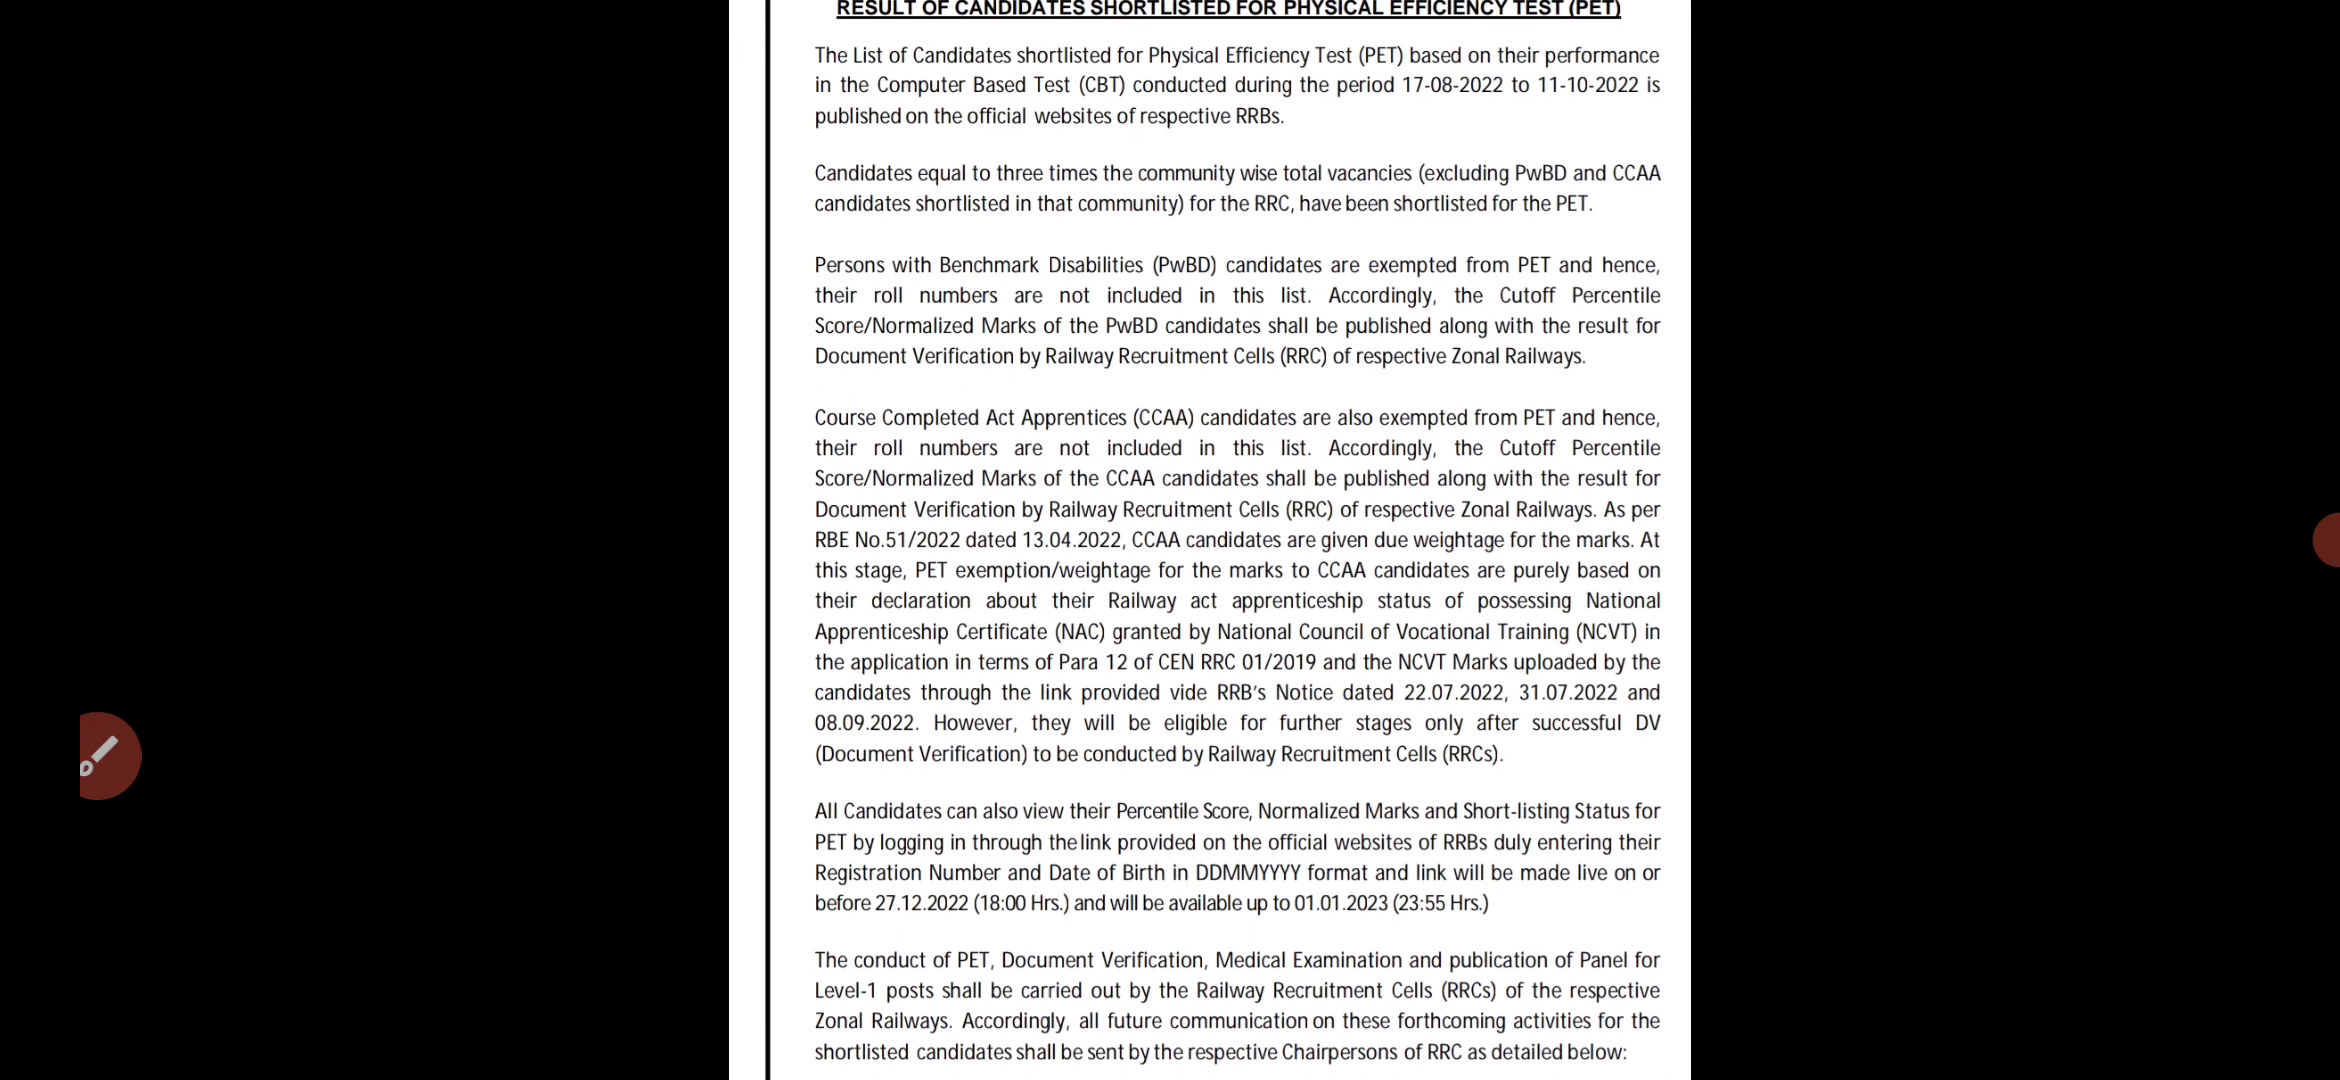 RESULT OF CANDIDATES SHORTLISTED FOR PHYSICAL EFFICIENCY TEST (PET)
The List of Candidates shortlisted for Physical Efficiency Test (PET) based on their performance
in the Computer Based Test (CBT) conducted during the period 17-08-2022 to 11-10-2022 is
published on the official websites of respective RRBs.
Candidates equal to three times the community wise total vacancies (excluding PwBD and CCAA
candidates shortlisted in that community) for the RRC, have been shortlisted for the PET.
Persons with Benchmark Disabilities (PwBD) candidates are exempted from PET and hence,
their roll numbers are not included in this list. Accordingly, the Cutoff Percentile
Score/Normalized Marks of the PwBD candidates shall be published along with the result for
Document Verification by Railway Recruitment Cells (RRC) of respective Zonal Railways.
Course Completed Act Apprentices (CCAA) candidates are also exempted from PET and hence,
their roll numbers are not included in this list. Accordingly, the Cutoff Percentile
Score/Normalized Marks of the CCAA candidates shall be published along with the result for
Document Verification by Railway Recruitment Cells (RRC) of respective Zonal Railways. As per
RBE No.51/2022 dated 13.04.2022, CCAA candidates are given due weightage for the marks. At
this stage, PET exemption/weightage for the marks to CCAA candidates are purely based on
their declaration about their Railway act apprenticeship status of possessing National
Apprenticeship Certificate (NAC) granted by National Council of Vocational Training (NCVT) in
the application in terms of Para 12 of CEN RRC 01/2019 and the NCVT Marks uploaded by the
candidates through the link provided vide RRB's Notice dated 22.07.2022, 31.07.2022 and
08.09.2022. However, they will be eligible for further stages only after successful DV
(Document Verification) to be conducted by Railway Recruitment Cells (RRCs).
All Candidates can also view their Percentile Score, Normalized Marks and Short-listing Status for
PET by logging in through the link provided on the official websites of RRBs duly entering their
Registration Number and Date of Birth in DDMMYYYY format and link will be made live on or
before 27.12.2022 (18:00 Hrs.) and will be available up to 01.01.2023 (23:55 Hrs.)
The conduct of PET, Document Verification, Medical Examination and publication of Panel for
Level-1 posts shall be carried out by the Railway Recruitment Cells (RRCs) of the respective
Zonal Railways. Accordingly, all future communication on these forthcoming activities for the
shortlisted candidates shall be sent by the respective Chairpersons of RRC as detailed below: